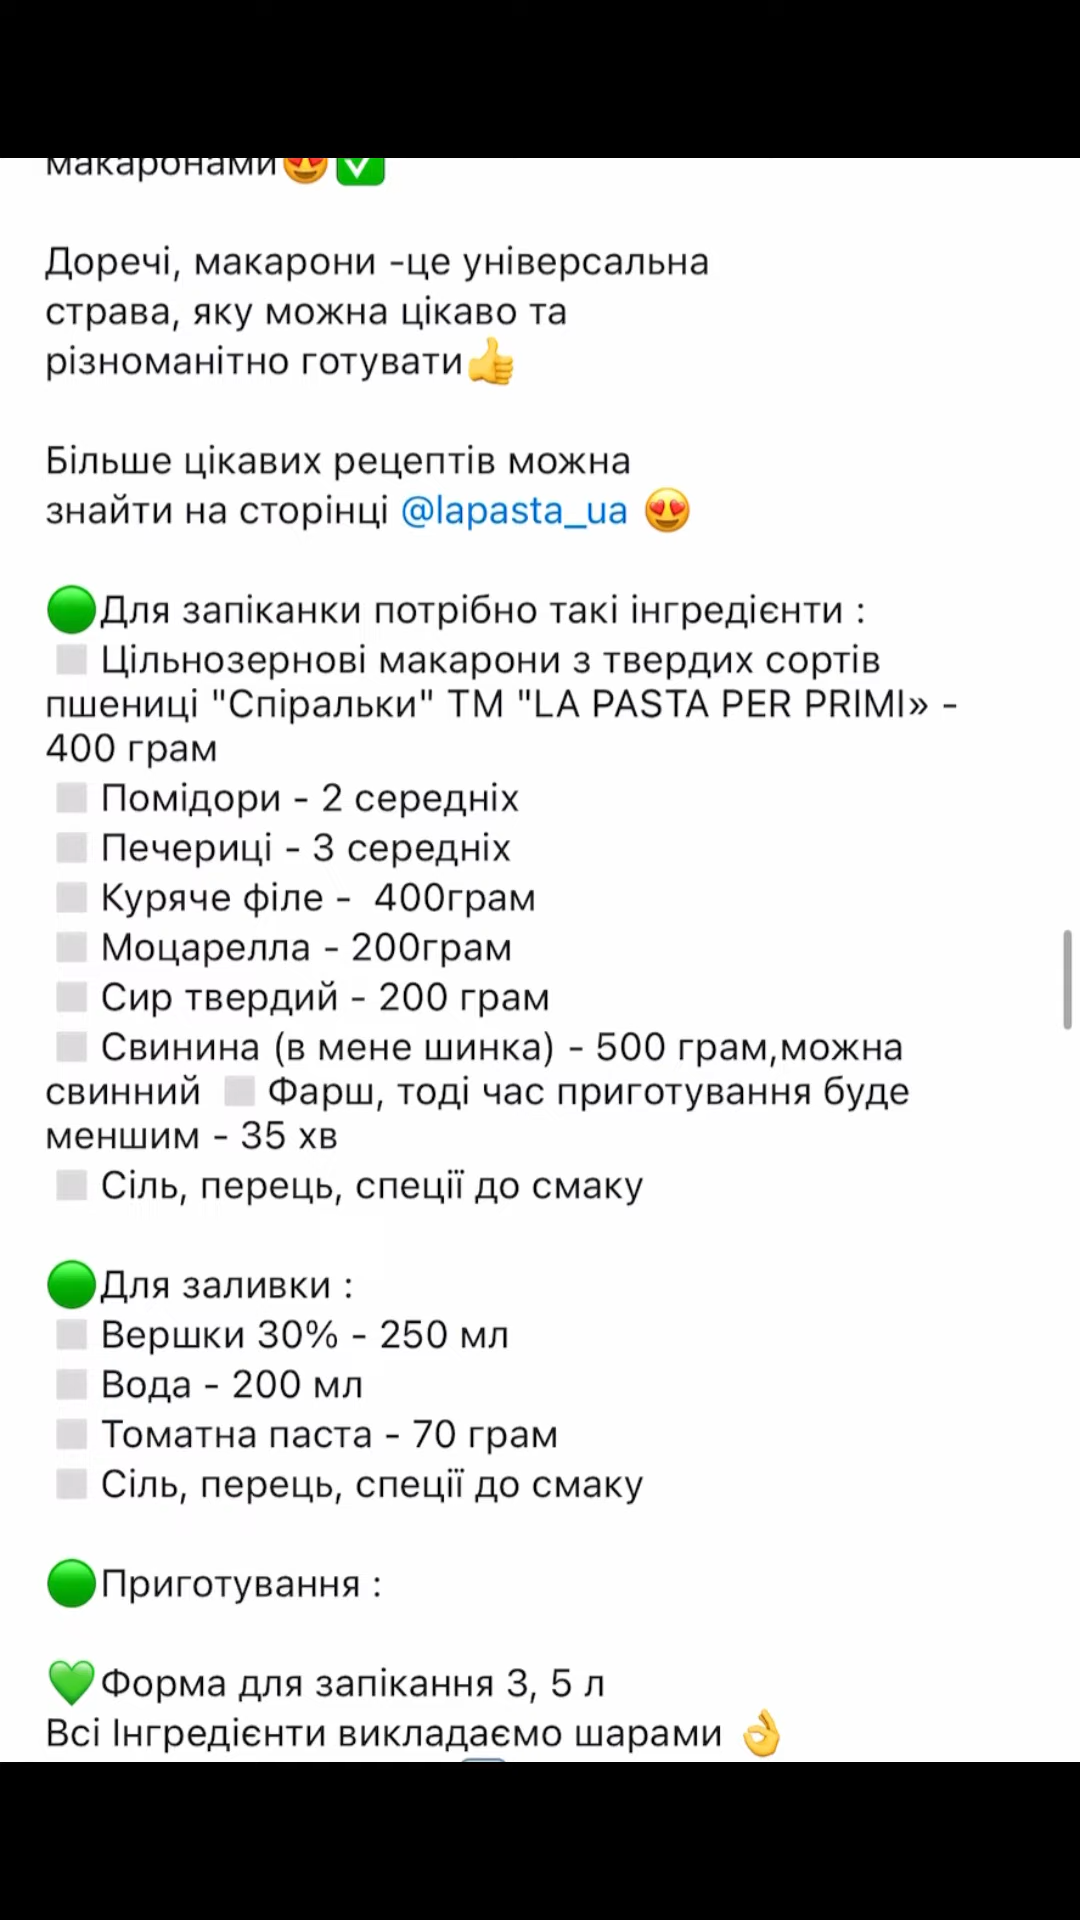 макаронами😍✅
Доречі, макарони -це універсальна
страва, яку можна цікаво та
різноманітно готувати👍
Більше цікавих рецептів можна
знайти на сторінці @lapasta_ua 😍
🟢Для запіканки потрібно такі інгредієнти :
◽Цільнозернові макарони з твердих сортів
пшениці "Спіральки" ТМ "LA PASTA PER PRIMI» -
400 грам
◽Помідори - 2 середніх
◽Печериці - 3 середніх
◽Куряче філе -  400грам
◽Моцарелла - 200грам
◽Сир твердий - 200 грам
◽Свинина (в мене шинка) - 500 грам,можна
свинний ◽Фарш, тоді час приготування буде
меншим - 35 хв
◽Сіль, перець, спеції до смаку
🟢Для заливки :
◽Вершки 30% - 250 мл
◽Вода - 200 мл
◽Томатна паста - 70 грам
◽Сіль, перець, спеції до смаку
🟢Приготування :
💚Форма для запікання 3, 5 л
Всі Інгредієнти викладаємо шарами 👌